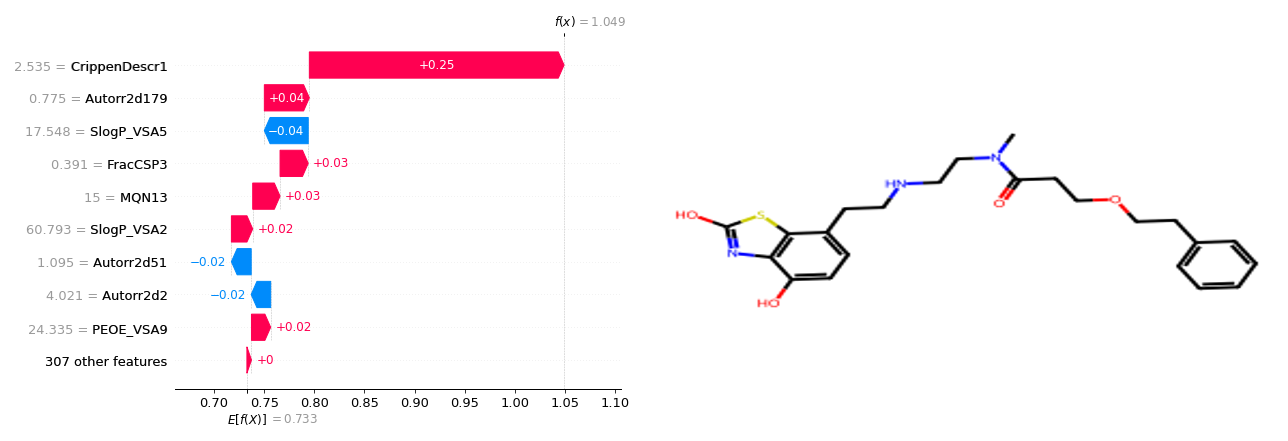 f(x) = 1.049
2.535 = CrippenDescr1
+0.25
0.775 = Autorr2d179
+0.04
17.548 = SlogP_VSA5
−0.04
0.391 = FracCSP3
+0.03
15 = MQN13
+0.03
60.793 = SlogP_VSA2
+0.02
1.095 = Autorr2d51
−0.02
4.021 = Autorr2d2
−0.02
24.335 = PEOE_VSA9
+0.02
307 other features
+0
0.70 0.75 0.80 0.85 0.90 0.95 1.00 1.05 1.10
E[f(X)] = 0.733
N
HN
O
O
HO
S
N
HO